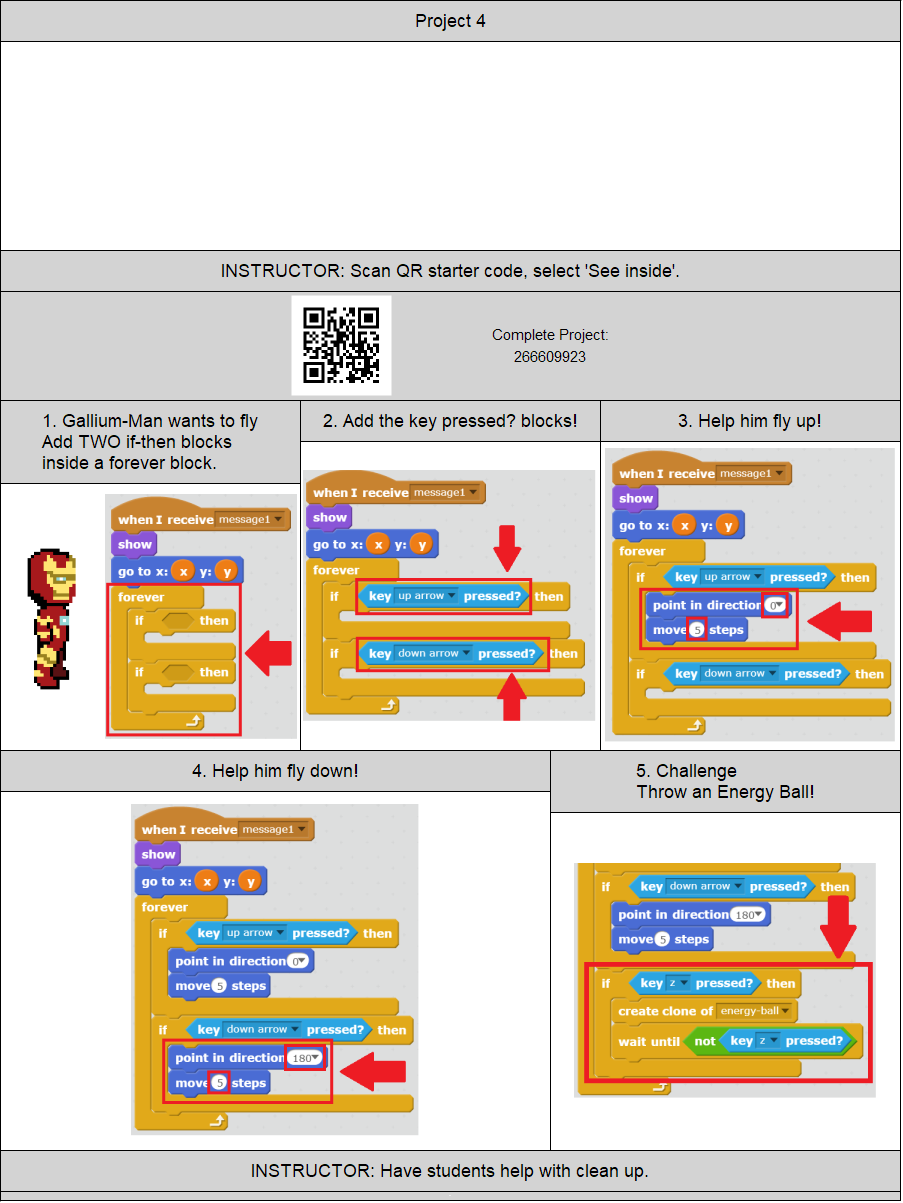 Project 4
INSTRUCTOR: Scan QR starter code, select 'See inside'.
Complete Project:
266609923
1. Gallium-Man wants to fly
Add TWO if-then blocks
inside a forever block.
when I receive message1
show
go to x: x y: y
forever
if then
if then
2. Add the key pressed? blocks!
when I receive message1
show
go to x: x y: y
forever
if key up arrow pressed? then
if key down arrow pressed? then
3. Help him fly up!
when I receive message1
show
go to x: x y: y
forever
if key up arrow pressed? then
point in direction 0
move 5 steps
if key down arrow pressed? then
4. Help him fly down!
when I receive message1
show
go to x: x y: y
forever
if key up arrow pressed? then
point in direction 0
move 5 steps
if key down arrow pressed? then
point in direction 180
move 5 steps
5. Challenge
Throw an Energy Ball!
if key down arrow pressed? then
point in direction 180
move 5 steps
if key z pressed? then
create clone of energy-ball
wait until not key z pressed?
INSTRUCTOR: Have students help with clean up.